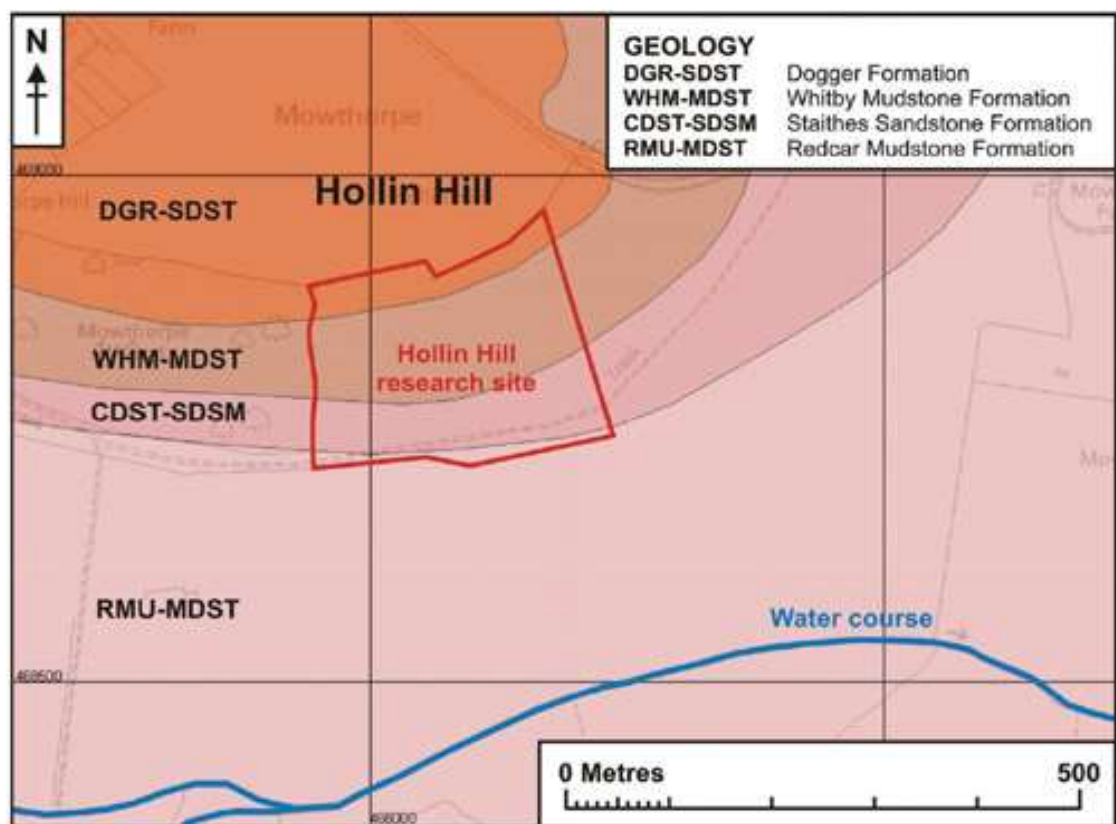 N
GEOLOGY
DGR-SDST Dogger Formation
WHM-MDST Whitby Mudstone Formation
CDST-SDSM Staithes Sandstone Formation
RMU-MDST Redcar Mudstone Formation
Farm
Mowthorpe
Hollin Hill
DGR-SDST
Mowthorpe
WHM-MDST
Hollin Hill
research site
CDST-SDSM
RMU-MDST
Water course
0 Metres 500